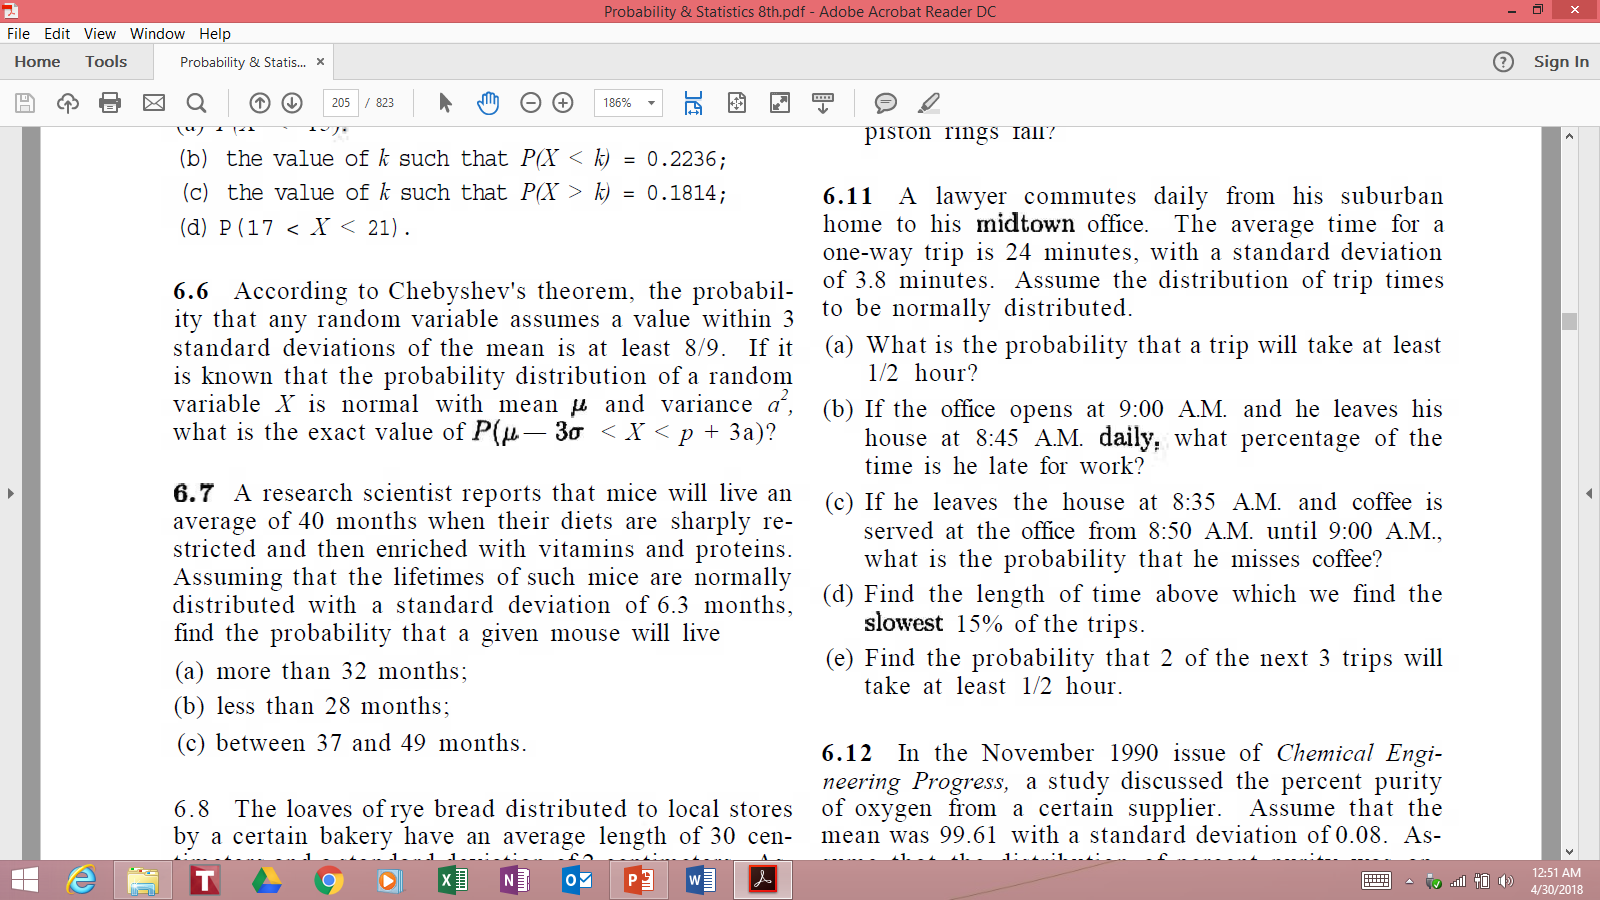 Probability & Statistics 8th.pdf - Adobe Acrobat Reader DC
File Edit View Window Help
Home Tools Probability & Statis... × ? Sign In
205 / 823 186%
(b) the value of k such that P(X < k) = 0.2236;
(c) the value of k such that P(X > k) = 0.1814;
(d) P(17 < X < 21).
6.6 According to Chebyshev's theorem, the probabil-
ity that any random variable assumes a value within 3
standard deviations of the mean is at least 8/9. If it
is known that the probability distribution of a random
variable X is normal with mean μ and variance a²,
what is the exact value of P(μ — 3σ < X < p + 3a)?
6.7 A research scientist reports that mice will live an
average of 40 months when their diets are sharply re-
stricted and then enriched with vitamins and proteins.
Assuming that the lifetimes of such mice are normally
distributed with a standard deviation of 6.3 months,
find the probability that a given mouse will live
(a) more than 32 months;
(b) less than 28 months;
(c) between 37 and 49 months.
6.8 The loaves of rye bread distributed to local stores
by a certain bakery have an average length of 30 cen-
piston rings fall?
6.11 A lawyer commutes daily from his suburban
home to his midtown office. The average time for a
one-way trip is 24 minutes, with a standard deviation
of 3.8 minutes. Assume the distribution of trip times
to be normally distributed.
(a) What is the probability that a trip will take at least
1/2 hour?
(b) If the office opens at 9:00 A.M. and he leaves his
house at 8:45 A.M. daily, what percentage of the
time is he late for work?
(c) If he leaves the house at 8:35 A.M. and coffee is
served at the office from 8:50 A.M. until 9:00 A.M.,
what is the probability that he misses coffee?
(d) Find the length of time above which we find the
slowest 15% of the trips.
(e) Find the probability that 2 of the next 3 trips will
take at least 1/2 hour.
6.12 In the November 1990 issue of Chemical Engi-
neering Progress, a study discussed the percent purity
of oxygen from a certain supplier. Assume that the
mean was 99.61 with a standard deviation of 0.08. As-
12:51 AM
4/30/2018